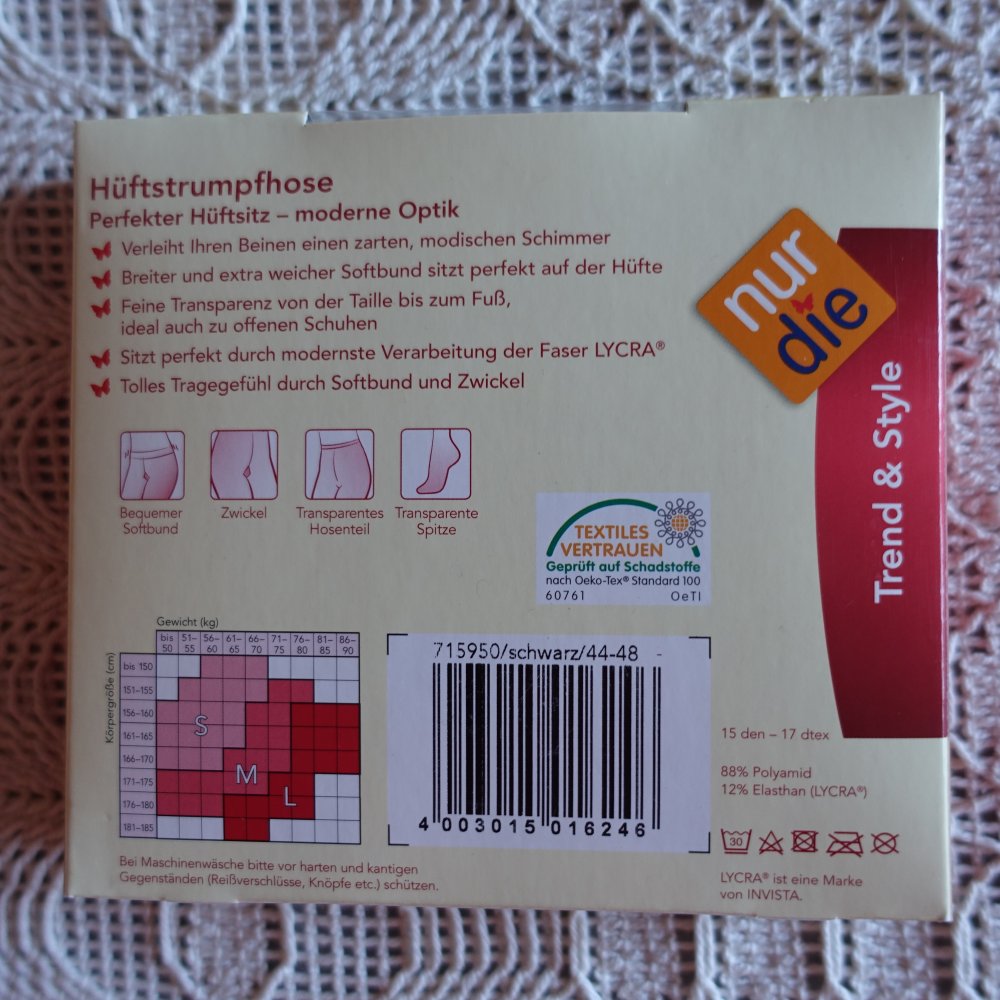 Hüftstrumpfhose
Perfekter Hüftsitz – moderne Optik
Verleiht Ihren Beinen einen zarten, modischen Schimmer
Breiter und extra weicher Softbund sitzt perfekt auf der Hüfte
Feine Transparenz von der Taille bis zum Fuß,
ideal auch zu offenen Schuhen
Sitzt perfekt durch modernste Verarbeitung der Faser LYCRA®
Tolles Tragegefühl durch Softbund und Zwickel
nur
die
Trend & Style
Bequemer
Softbund
Zwickel
Transparentes
Hosenteil
Transparente
Spitze
TEXTILES
VERTRAUEN
Geprüft auf Schadstoffe
nach Oeko-Tex® Standard 100
60761 OeTI
Gewicht (kg)
bis 50 51–55 56–60 61–65 66–70 71–75 76–80 81–85 86–90
Körpergröße (cm)
bis 150
151–155
156–160
161–165
166–170
171–175
176–180
181–185
S
M
L
715950/schwarz/44-48 -
4 003015 016246
15 den – 17 dtex
88% Polyamid
12% Elasthan (LYCRA®)
30
LYCRA® ist eine Marke
von INVISTA.
Bei Maschinenwäsche bitte vor harten und kantigen
Gegenständen (Reißverschlüsse, Knöpfe etc.) schützen.